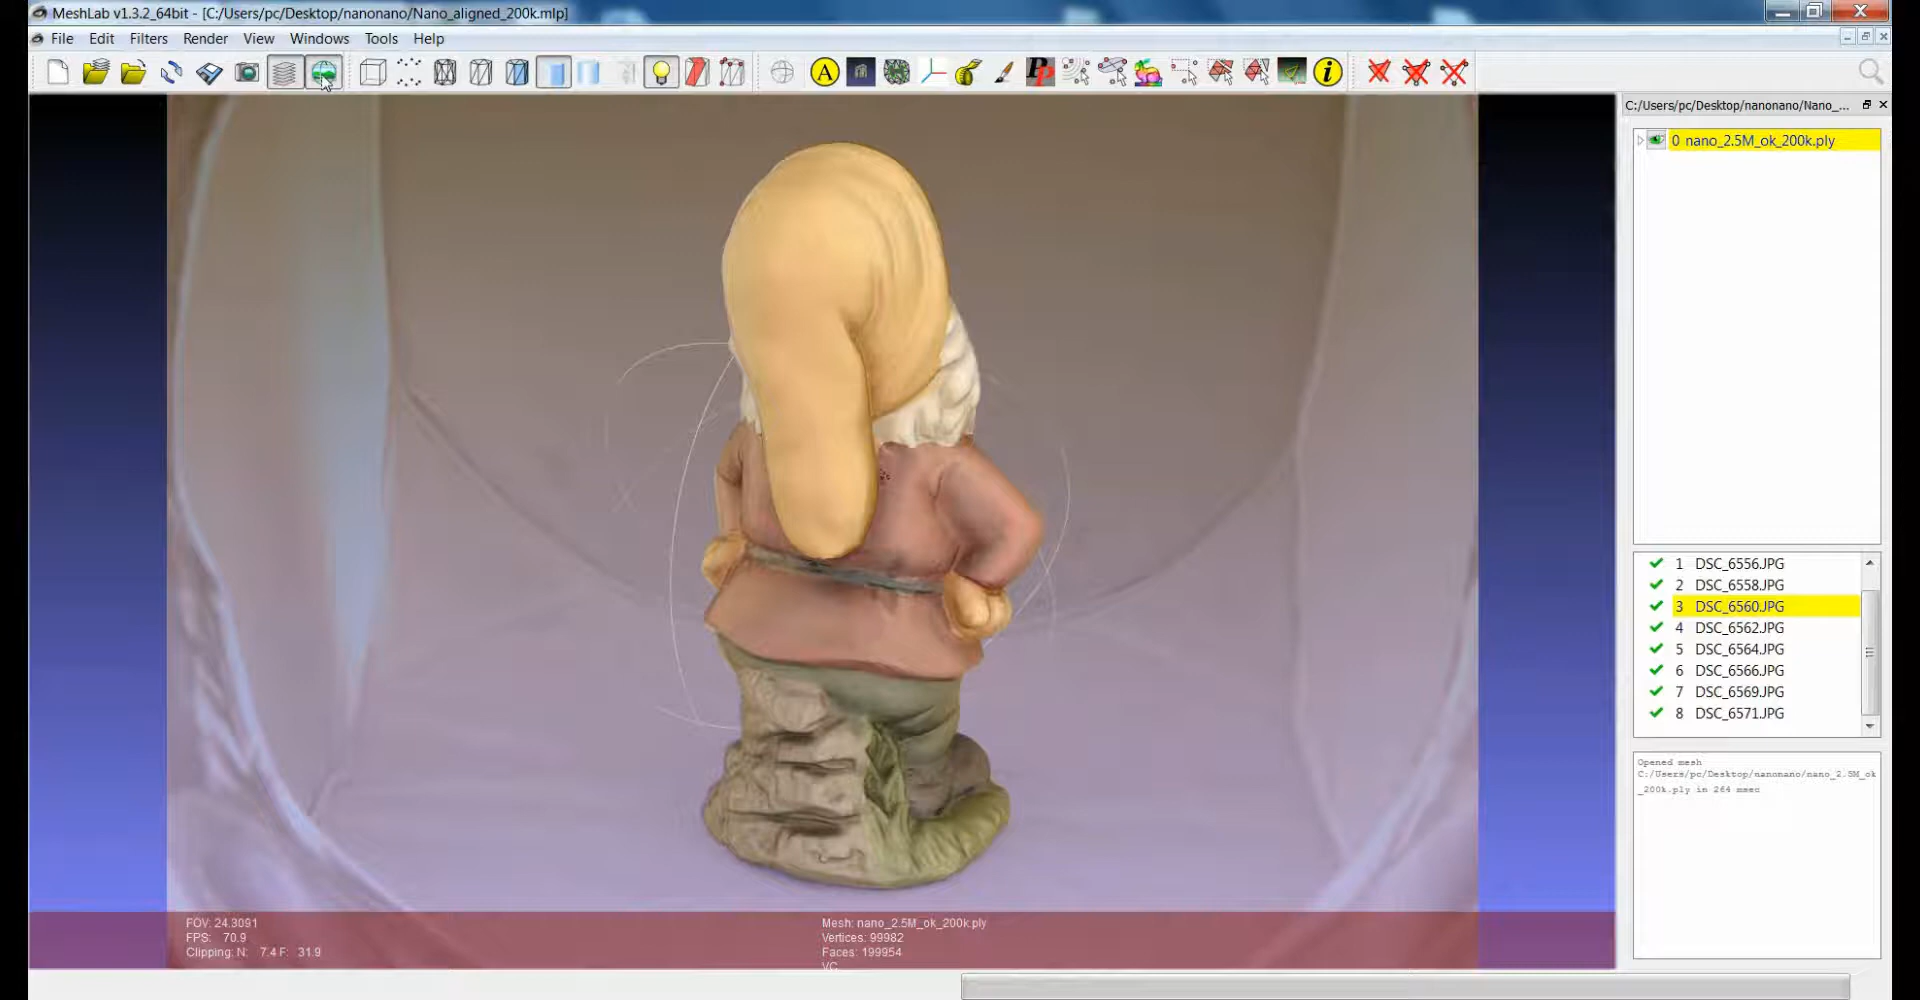 MeshLab v1.3.2_64bit - [C:/Users/pc/Desktop/nanonano/Nano_aligned_200k.mlp]
File Edit Filters Render View Windows Tools Help
A
PP
i
C:/Users/pc/Desktop/nanonano/Nano_...
0 nano_2.5M_ok_200k.ply
1 DSC_6556.JPG
2 DSC_6558.JPG
3 DSC_6560.JPG
4 DSC_6562.JPG
5 DSC_6564.JPG
6 DSC_6566.JPG
7 DSC_6569.JPG
8 DSC_6571.JPG
Opened mesh
C:/Users/pc/Desktop/nanonano/nano_2.5M_ok
_200k.ply in 264 msec
FOV: 24.3091
FPS: 70.9
Clipping: N: 7.4 F: 31.9
Mesh: nano_2.5M_ok_200k.ply
Vertices: 99982
Faces: 199954
VC